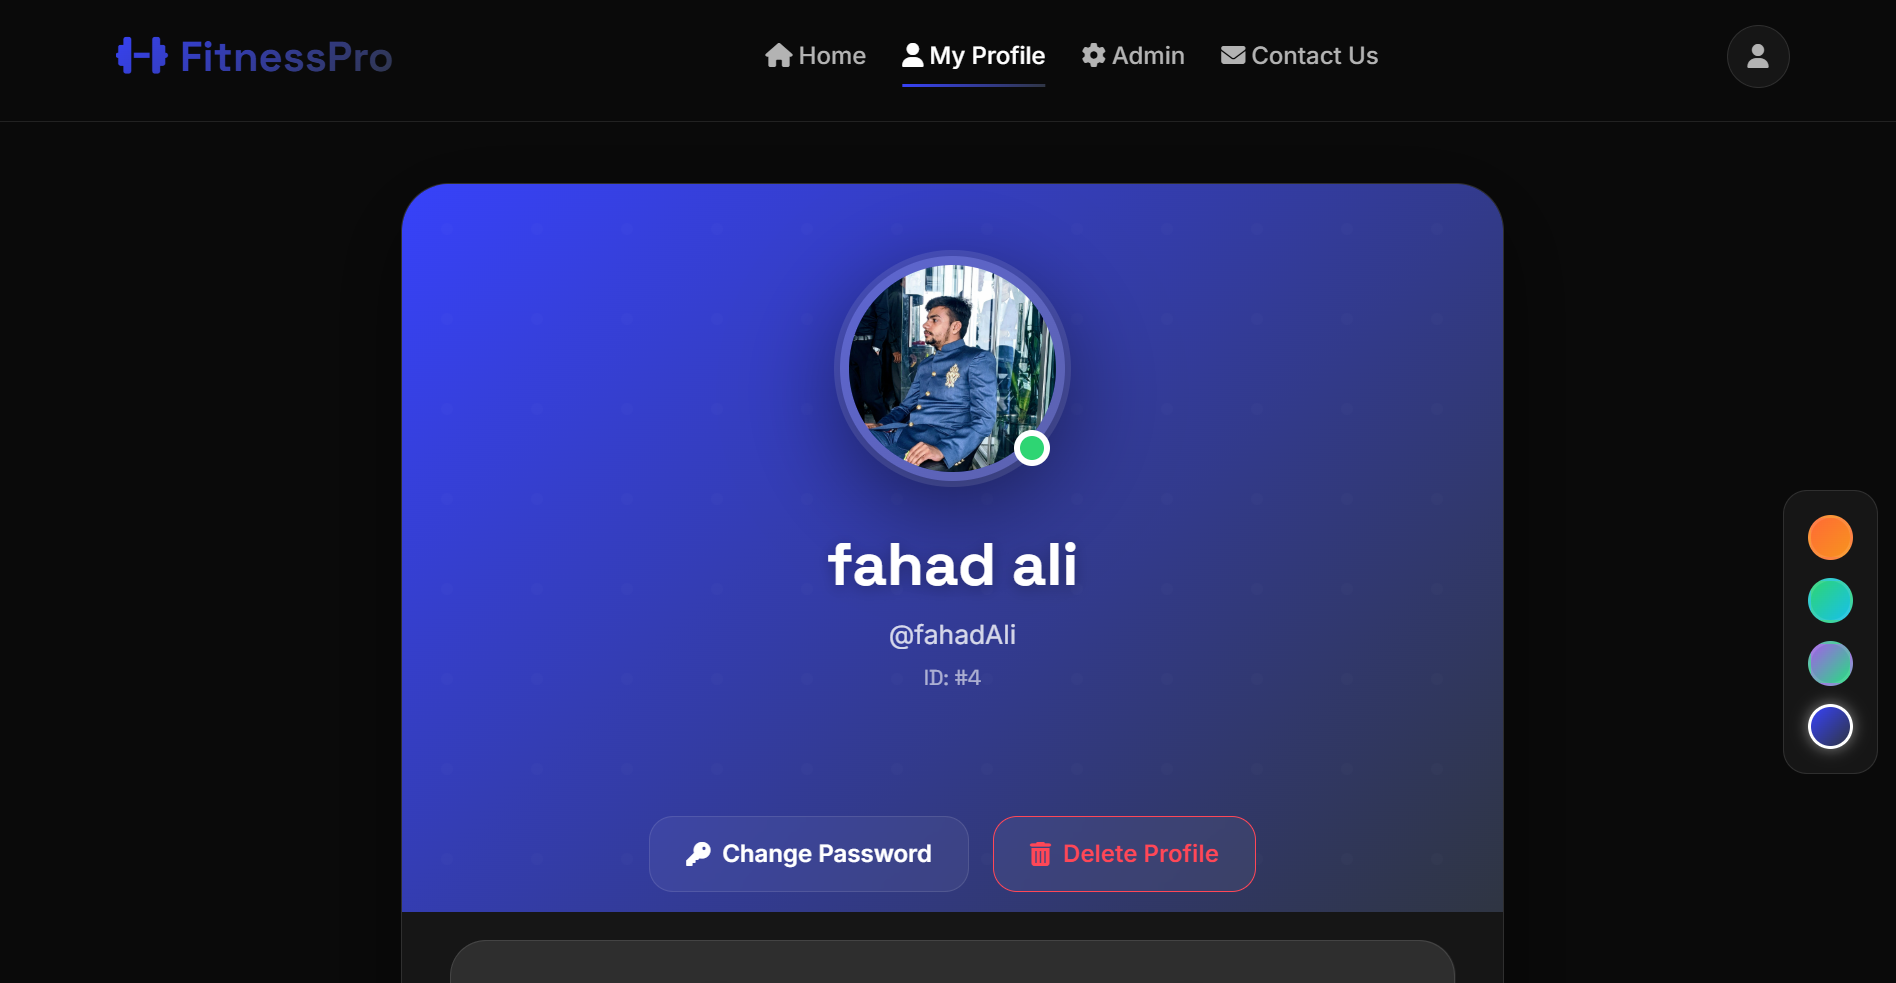 FitnessPro
Home
My Profile
Admin
Contact Us
fahad ali
@fahadAli
ID: #4
Change Password
Delete Profile